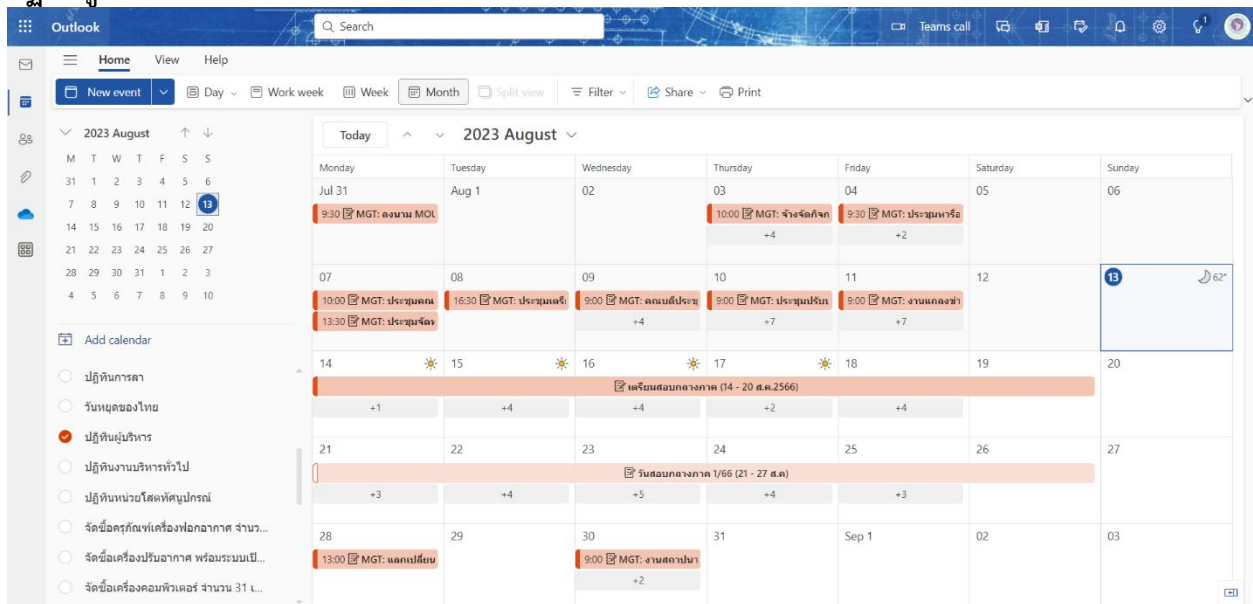 Outlook
Search
Teams call
1
Home View Help
New event Day Work week Week Month Split view Filter Share Print
2023 August
M T W T F S S
31 1 2 3 4 5 6
7 8 9 10 11 12 13
14 15 16 17 18 19 20
21 22 23 24 25 26 27
28 29 30 31 1 2 3
4 5 6 7 8 9 10
Add calendar
ปฏิทินการลา
วันหยุดของไทย
ปฏิทินผู้บริหาร
ปฏิทินงานบริหารทั่วไป
ปฏิทินหน่วยโสตทัศนูปกรณ์
จัดซื้อครุภัณฑ์เครื่องฟอกอากาศ จำนว...
จัดซื้อเครื่องปรับอากาศ พร้อมระบบเปิ...
จัดซื้อเครื่องคอมพิวเตอร์ จำนวน 31 เ...
Today 2023 August
Monday Tuesday Wednesday Thursday Friday Saturday Sunday
Jul 31 Aug 1 02 03 04 05 06
9:30 MGT: ลงนาม MOU 10:00 MGT: จ้างจัดกิจก 9:30 MGT: ประชุมหารือ
+4 +2
07 08 09 10 11 12 13 62°
10:00 MGT: ประชุมคณ 16:30 MGT: ประชุมเตรี 9:00 MGT: คณบดีประชุ 9:00 MGT: ประชุมปรับป 9:00 MGT: งานแถลงข่า
13:30 MGT: ประชุมจัดท +4 +7 +7
14 15 16 17 18 19 20
เตรียมสอบกลางภาค (14 - 20 ส.ค.2566)
+1 +4 +4 +2 +4
21 22 23 24 25 26 27
วันสอบกลางภาค 1/66 (21 - 27 ส.ค)
+3 +4 +5 +4 +3
28 29 30 31 Sep 1 02 03
13:00 MGT: แลกเปลี่ยน 9:00 MGT: งานสถาปนา
+2